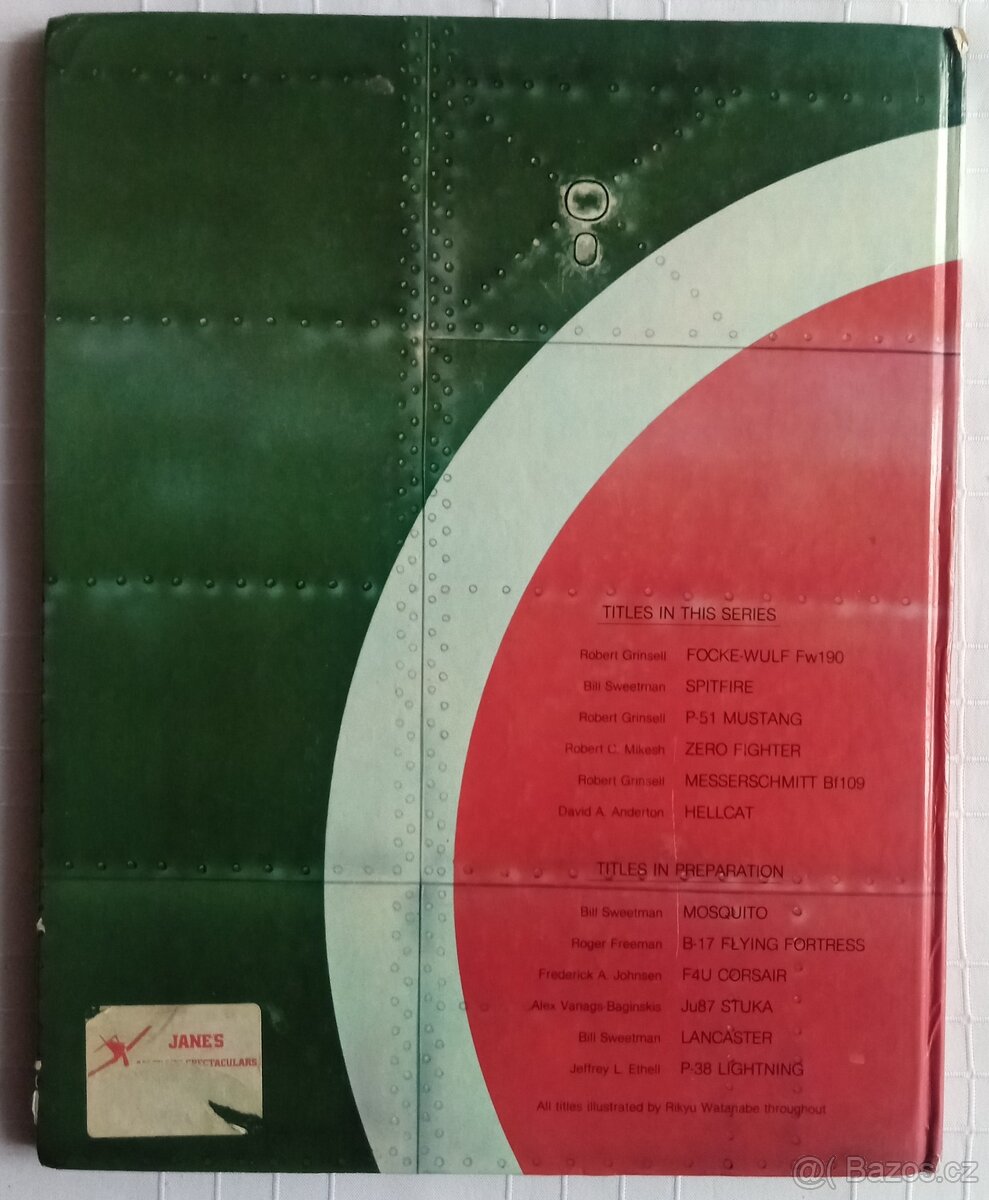 TITLES IN THIS SERIES
Robert Grinsell FOCKE-WULF Fw190
Bill Sweetman SPITFIRE
Robert Grinsell P-51 MUSTANG
Robert C. Mikesh ZERO FIGHTER
Robert Grinsell MESSERSCHMITT Bf109
David A. Anderton HELLCAT
TITLES IN PREPARATION
Bill Sweetman MOSQUITO
Roger Freeman B-17 FLYING FORTRESS
Frederick A. Johnsen F4U CORSAIR
Alex Vanags-Baginskis Ju87 STUKA
Bill Sweetman LANCASTER
Jeffrey L. Ethell P-38 LIGHTNING
All titles illustrated by Rikyu Watanabe throughout
JANE'S
SPECTACULARS
@( Bazos.cz